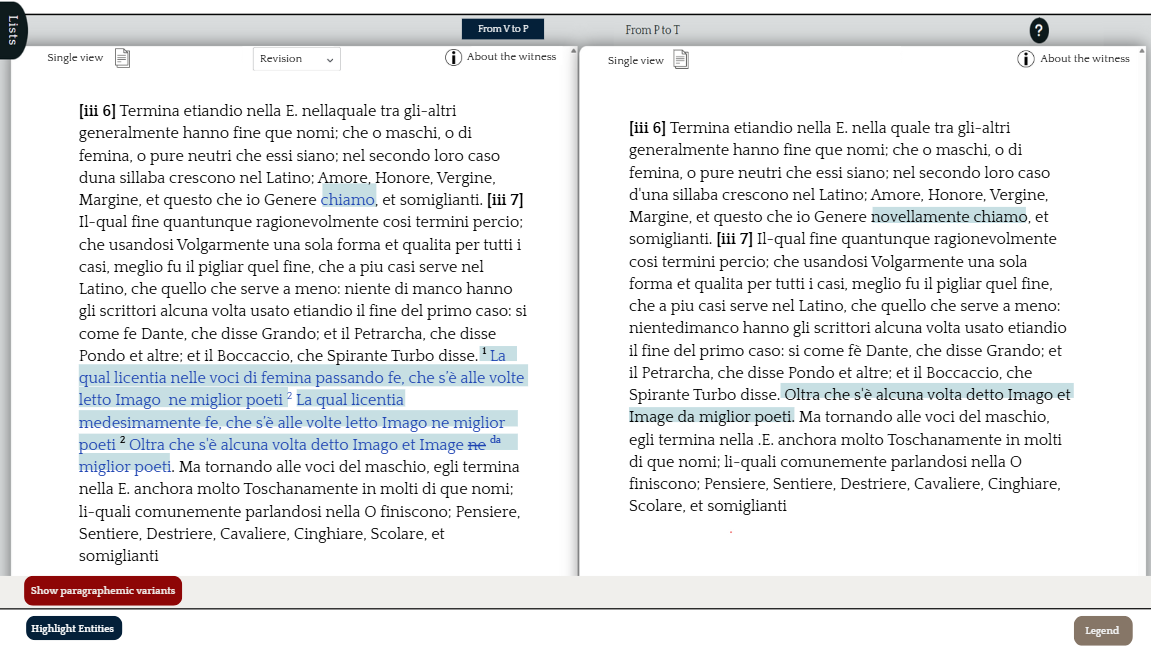 Lists
From V to P
From P to T
?
Single view
Revision
About the witness
[iii 6] Termina etiandio nella E. nellaquale tra gli-altri
generalmente hanno fine que nomi; che o maschi, o di
femina, o pure neutri che essi siano; nel secondo loro caso
duna sillaba crescono nel Latino; Amore, Honore, Vergine,
Margine, et questo che io Genere chiamo, et somiglianti. [iii 7]
Il-qual fine quantunque ragionevolmente cosi termini percio;
che usandosi Volgarmente una sola forma et qualita per tutti i
casi, meglio fu il pigliar quel fine, che a piu casi serve nel
Latino, che quello che serve a meno: niente di manco hanno
gli scrittori alcuna volta usato etiandio il fine del primo caso: si
come fe Dante, che disse Grando; et il Petrarcha, che disse
Pondo et altre; et il Boccaccio, che Spirante Turbo disse. 1 La
qual licentia nelle voci di femina passando fe, che s'è alle volte
letto Imago ne miglior poeti 2 La qual licentia
medesimamente fe, che s'è alle volte letto Imago ne miglior
poeti 2 Oltra che s'è alcuna volta detto Imago et Image ne da
miglior poeti. Ma tornando alle voci del maschio, egli termina
nella E. anchora molto Toschanamente in molti di que nomi;
li-quali comunemente parlandosi nella O finiscono; Pensiere,
Sentiere, Destriere, Cavaliere, Cinghiare, Scolare, et
somiglianti
Single view
About the witness
[iii 6] Termina etiandio nella E. nella quale tra gli-altri
generalmente hanno fine que nomi; che o maschi, o di
femina, o pure neutri che essi siano; nel secondo loro caso
d'una sillaba crescono nel Latino; Amore, Honore, Vergine,
Margine, et questo che io Genere novellamente chiamo, et
somiglianti. [iii 7] Il-qual fine quantunque ragionevolmente
cosi termini percio; che usandosi Volgarmente una sola
forma et qualita per tutti i casi, meglio fu il pigliar quel fine,
che a piu casi serve nel Latino, che quello che serve a meno:
nientedimanco hanno gli scrittori alcuna volta usato etiandio
il fine del primo caso: si come fè Dante, che disse Grando; et
il Petrarcha, che disse Pondo et altre; et il Boccaccio, che
Spirante Turbo disse. Oltra che s'è alcuna volta detto Imago et
Image da miglior poeti. Ma tornando alle voci del maschio,
egli termina nella .E. anchora molto Toschanamente in molti
di que nomi; li-quali comunemente parlandosi nella O
finiscono; Pensiere, Sentiere, Destriere, Cavaliere, Cinghiare,
Scolare, et somiglianti
Show paragraphemic variants
Highlight Entities
Legend